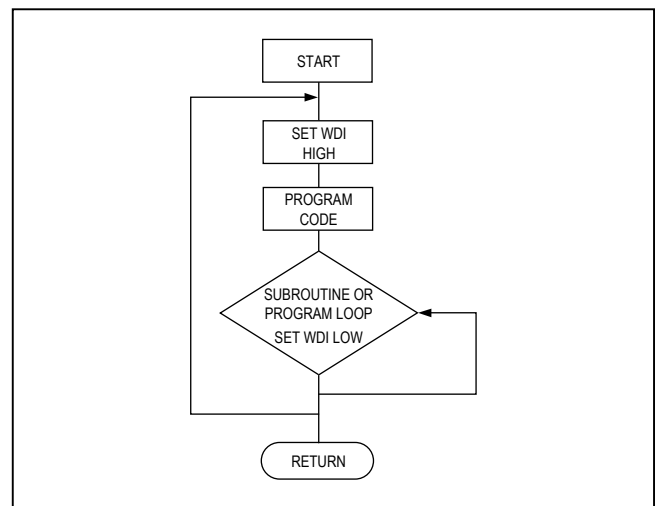 START
SET WDI
HIGH
PROGRAM
CODE
SUBROUTINE OR
PROGRAM LOOP
SET WDI LOW
RETURN